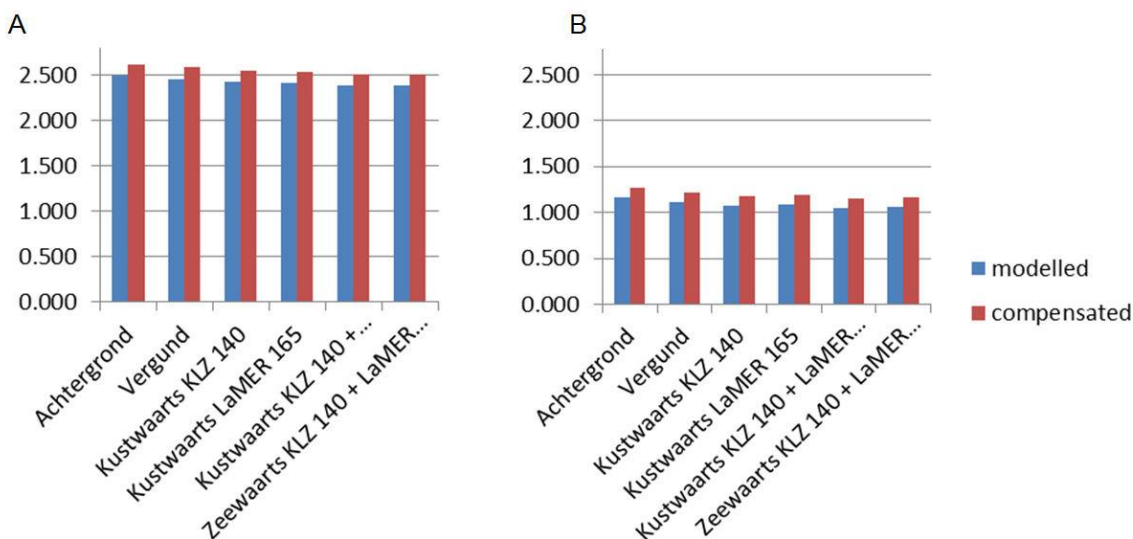 A
2.500
2.000
1.500
1.000
0.500
0.000
Achtergrond
Vergund
Kustwaarts KLZ 140
Kustwaarts LaMER 165
Kustwaarts KLZ 140 +...
Zeewaarts KLZ 140 + LaMER...
B
2.500
2.000
1.500
1.000
0.500
0.000
Achtergrond
Vergund
Kustwaarts KLZ 140
Kustwaarts LaMER 165
Kustwaarts KLZ 140 + LaMER...
Zeewaarts KLZ 140 + LaMER...
modelled
compensated